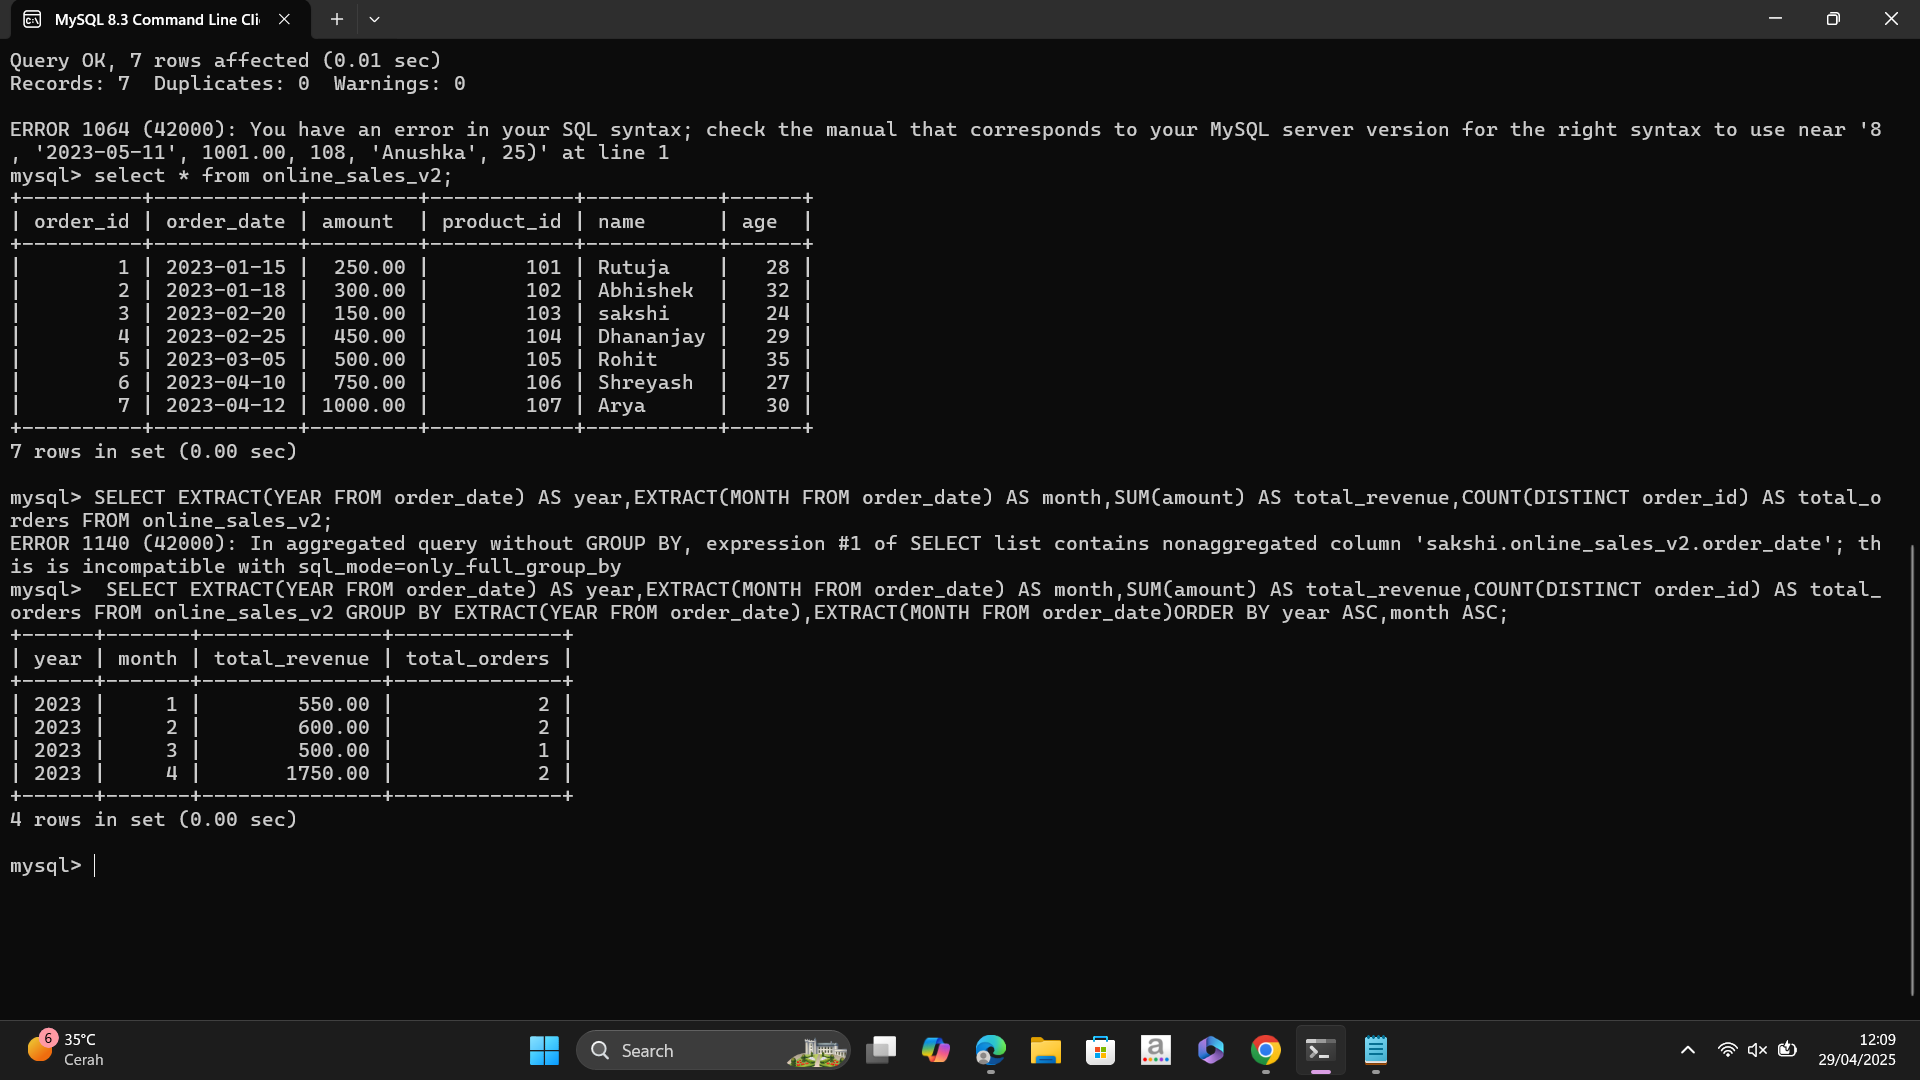 MySQL 8.3 Command Line Cli
Query OK, 7 rows affected (0.01 sec)
Records: 7  Duplicates: 0  Warnings: 0
ERROR 1064 (42000): You have an error in your SQL syntax; check the manual that corresponds to your MySQL server version for the right syntax to use near '8
, '2023-05-11', 1001.00, 108, 'Anushka', 25)' at line 1
mysql> select * from online_sales_v2;
+----------+------------+---------+------------+-----------+------+
| order_id | order_date | amount  | product_id | name      | age  |
+----------+------------+---------+------------+-----------+------+
|        1 | 2023-01-15 |  250.00 |        101 | Rutuja    |   28 |
|        2 | 2023-01-18 |  300.00 |        102 | Abhishek  |   32 |
|        3 | 2023-02-20 |  150.00 |        103 | sakshi    |   24 |
|        4 | 2023-02-25 |  450.00 |        104 | Dhananjay |   29 |
|        5 | 2023-03-05 |  500.00 |        105 | Rohit     |   35 |
|        6 | 2023-04-10 |  750.00 |        106 | Shreyash  |   27 |
|        7 | 2023-04-12 | 1000.00 |        107 | Arya      |   30 |
+----------+------------+---------+------------+-----------+------+
7 rows in set (0.00 sec)
mysql> SELECT EXTRACT(YEAR FROM order_date) AS year,EXTRACT(MONTH FROM order_date) AS month,SUM(amount) AS total_revenue,COUNT(DISTINCT order_id) AS total_o
rders FROM online_sales_v2;
ERROR 1140 (42000): In aggregated query without GROUP BY, expression #1 of SELECT list contains nonaggregated column 'sakshi.online_sales_v2.order_date'; th
is is incompatible with sql_mode=only_full_group_by
mysql>  SELECT EXTRACT(YEAR FROM order_date) AS year,EXTRACT(MONTH FROM order_date) AS month,SUM(amount) AS total_revenue,COUNT(DISTINCT order_id) AS total_
orders FROM online_sales_v2 GROUP BY EXTRACT(YEAR FROM order_date),EXTRACT(MONTH FROM order_date)ORDER BY year ASC,month ASC;
+------+-------+---------------+--------------+
| year | month | total_revenue | total_orders |
+------+-------+---------------+--------------+
| 2023 |     1 |        550.00 |            2 |
| 2023 |     2 |        600.00 |            2 |
| 2023 |     3 |        500.00 |            1 |
| 2023 |     4 |       1750.00 |            2 |
+------+-------+---------------+--------------+
4 rows in set (0.00 sec)
mysql>
6
35°C
Cerah
Search
a
12:09
29/04/2025